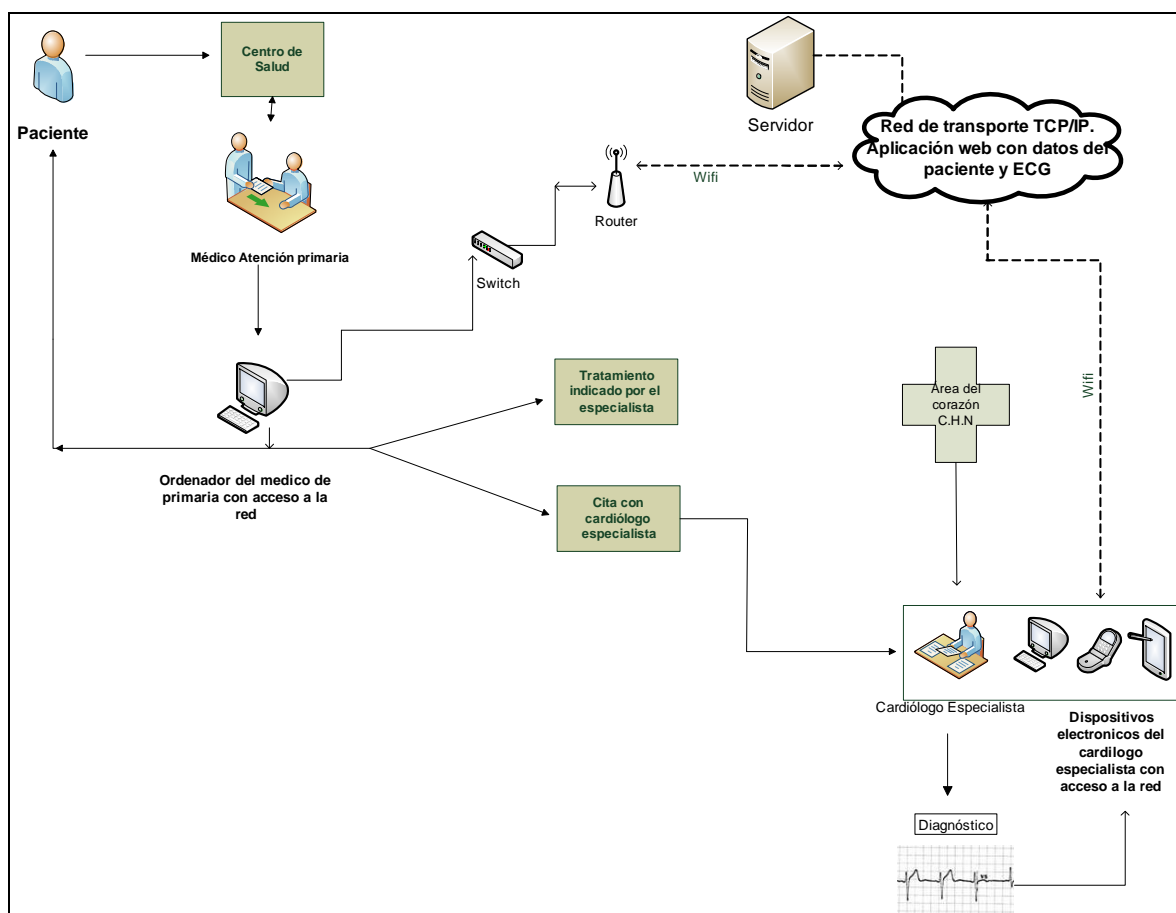 Centro de
Salud
Paciente
Médico Atención primaria
Servidor
Red de transporte TCP/IP.
Aplicación web con datos del
paciente y ECG
Wifi
Router
Switch
Tratamiento
indicado por el
especialista
Área del
corazón
C.H.N
Wifi
Ordenador del medico de
primaria con acceso a la
red
Cita con
cardiólogo
especialista
Cardiólogo Especialista
Dispositivos
electronicos del
cardilogo
especialista con
acceso a la red
Diagnóstico